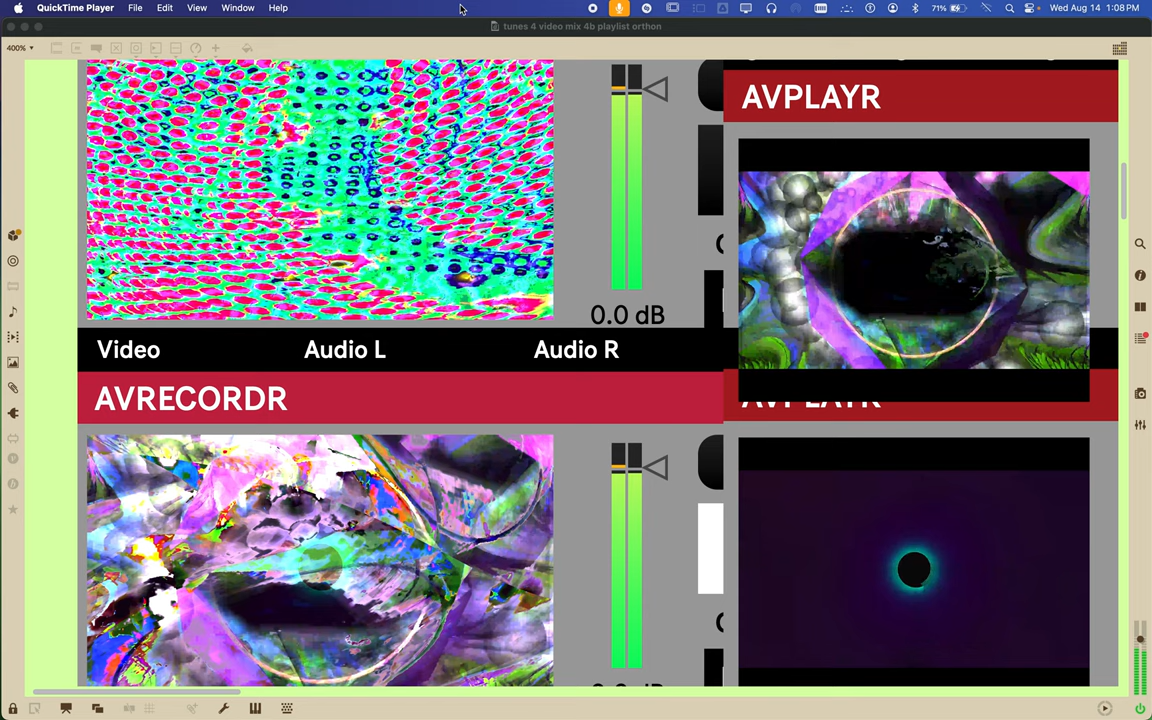 QuickTime Player File Edit View Window Help 71% Wed Aug 14 1:08 PM
tunes 4 video mix 4b playlist orthon
400%
AVPLAYR
0.0 dB
Video Audio L Audio R
AVRECORDR
AVPLAYR